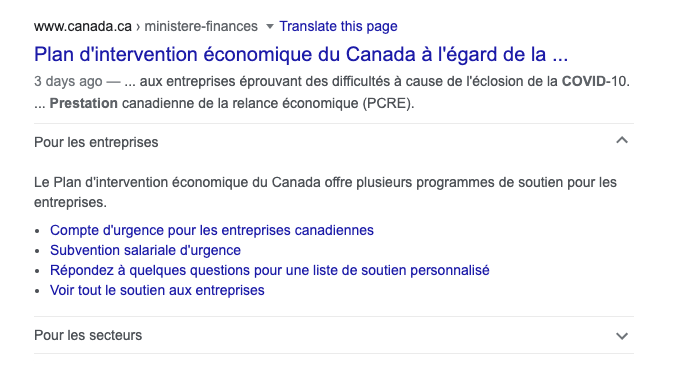 www.canada.ca › ministere-finances ▼ Translate this page
Plan d'intervention économique du Canada à l'égard de la ...
3 days ago — ... aux entreprises éprouvant des difficultés à cause de l'éclosion de la COVID-10.
... Prestation canadienne de la relance économique (PCRE).
Pour les entreprises
Le Plan d'intervention économique du Canada offre plusieurs programmes de soutien pour les
entreprises.
• Compte d'urgence pour les entreprises canadiennes
• Subvention salariale d'urgence
• Répondez à quelques questions pour une liste de soutien personnalisé
• Voir tout le soutien aux entreprises
Pour les secteurs